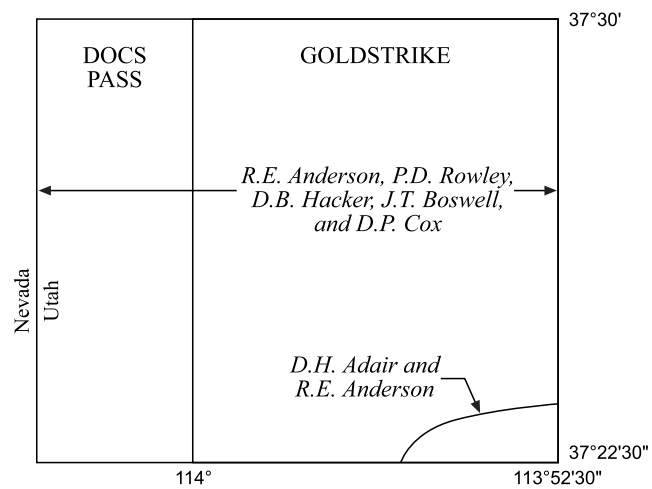 37°30'
DOCS
PASS
GOLDSTRIKE
R.E. Anderson, P.D. Rowley,
D.B. Hacker, J.T. Boswell,
and D.P. Cox
Nevada
Utah
D.H. Adair and
R.E. Anderson
37°22'30"
114°
113°52'30"